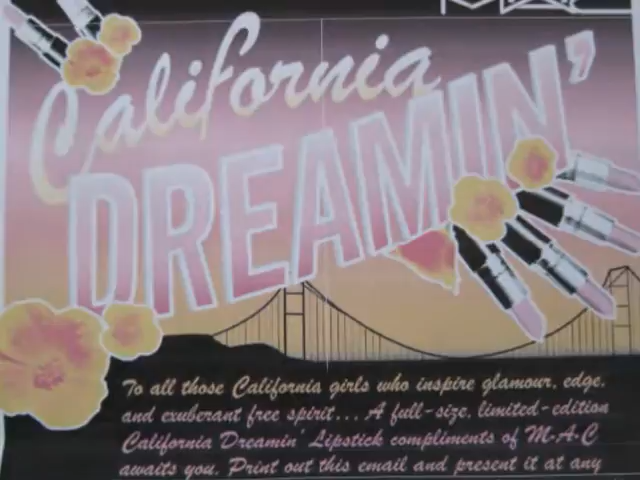 California
DREAMIN'
To all those California girls who inspire glamour, edge,
and exuberant free spirit... A full-size, limited-edition
California Dreamin' Lipstick compliments of M·A·C
awaits you. Print out this email and present it at any